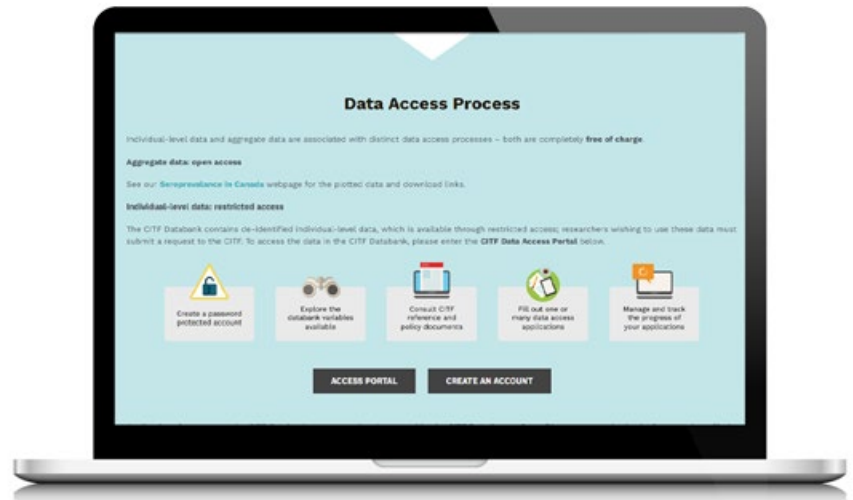 Data Access Process
Individual-level data and aggregate data are associated with distinct data access processes – both are completely free of charge.
Aggregate data: open access
See our Seroprevalence in Canada webpage for the plotted data and download links.
Individual-level data: restricted access
The CITF Databank contains de-identified individual-level data, which is available through restricted access; researchers wishing to use these data must
submit a request to the CITF. To access the data in the CITF Databank, please enter the CITF Data Access Portal below.
Create a password
protected account
Explore the
databank variables
available
Consult CITF
reference and
policy documents
Fill out one or
many data access
applications
Manage and track
the progress of
your applications
ACCESS PORTAL
CREATE AN ACCOUNT